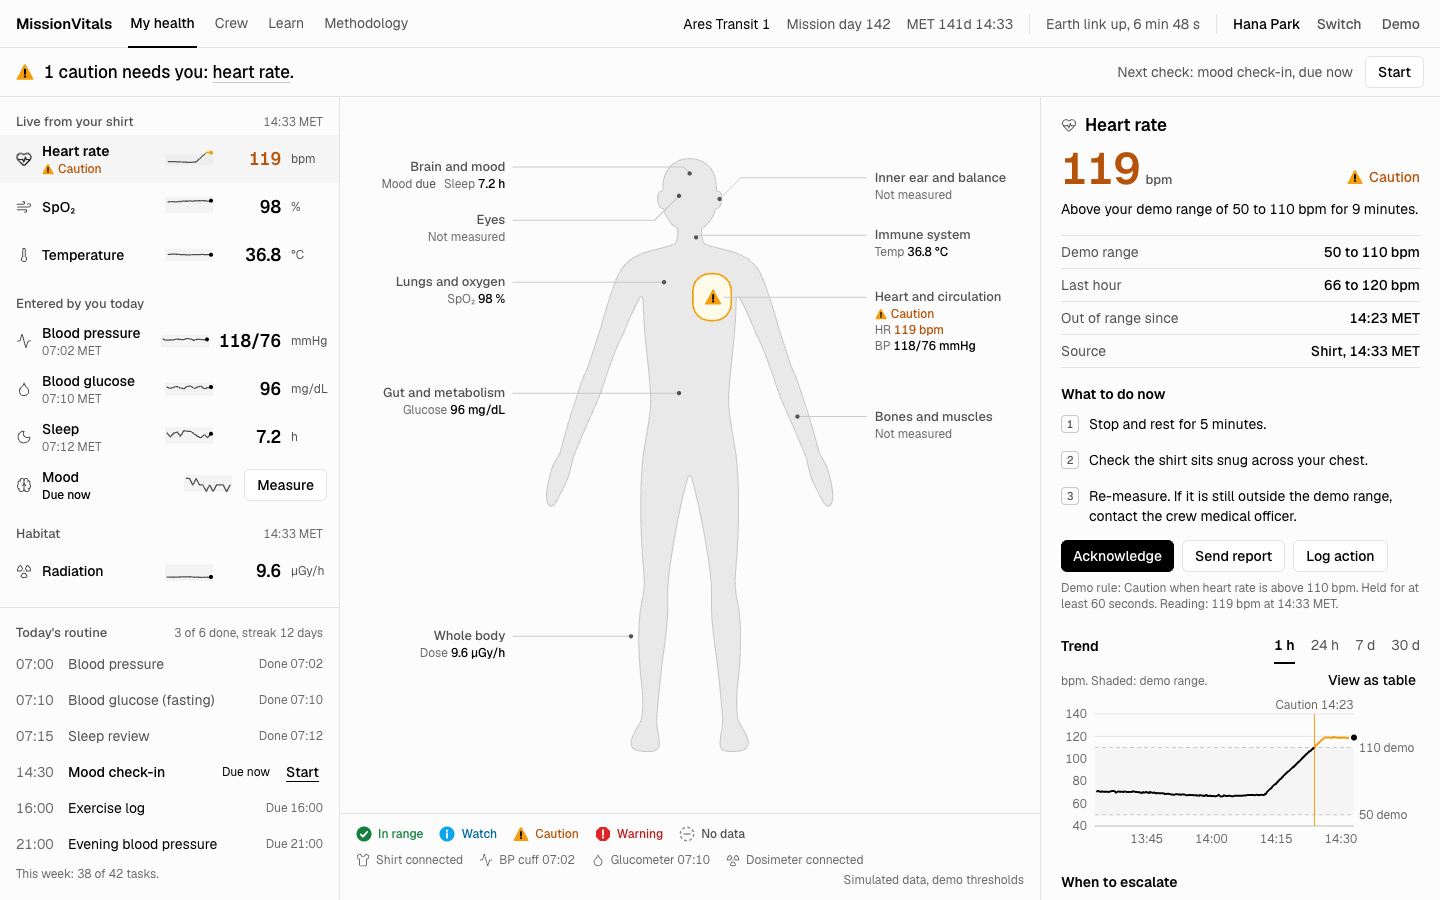 MissionVitals My health Crew Learn Methodology Ares Transit 1 Mission day 142 MET 141d 14:33 Earth link up, 6 min 48 s Hana Park Switch Demo
1 caution needs you: heart rate. Next check: mood check-in, due now Start
Live from your shirt 14:33 MET
Heart rate 119 bpm
Caution
SpO₂ 98 %
Temperature 36.8 °C
Entered by you today
Blood pressure 118/76 mmHg
07:02 MET
Blood glucose 96 mg/dL
07:10 MET
Sleep 7.2 h
07:12 MET
Mood Measure
Due now
Habitat 14:33 MET
Radiation 9.6 µGy/h
Today's routine 3 of 6 done, streak 12 days
07:00 Blood pressure Done 07:02
07:10 Blood glucose (fasting) Done 07:10
07:15 Sleep review Done 07:12
14:30 Mood check-in Due now Start
16:00 Exercise log Due 16:00
21:00 Evening blood pressure Due 21:00
This week: 38 of 42 tasks.
Brain and mood
Mood due Sleep 7.2 h
Eyes
Not measured
Lungs and oxygen
SpO₂ 98 %
Gut and metabolism
Glucose 96 mg/dL
Whole body
Dose 9.6 µGy/h
Inner ear and balance
Not measured
Immune system
Temp 36.8 °C
Heart and circulation
Caution
HR 119 bpm
BP 118/76 mmHg
Bones and muscles
Not measured
In range Watch Caution Warning No data
Shirt connected BP cuff 07:02 Glucometer 07:10 Dosimeter connected
Simulated data, demo thresholds
Heart rate
119 bpm Caution
Above your demo range of 50 to 110 bpm for 9 minutes.
Demo range 50 to 110 bpm
Last hour 66 to 120 bpm
Out of range since 14:23 MET
Source Shirt, 14:33 MET
What to do now
1 Stop and rest for 5 minutes.
2 Check the shirt sits snug across your chest.
3 Re-measure. If it is still outside the demo range,
contact the crew medical officer.
Acknowledge Send report Log action
Demo rule: Caution when heart rate is above 110 bpm. Held for at
least 60 seconds. Reading: 119 bpm at 14:33 MET.
Trend 1 h 24 h 7 d 30 d
bpm. Shaded: demo range. View as table
Caution 14:23
140
120
110 demo
100
80
60
50 demo
40
13:45 14:00 14:15 14:30
When to escalate